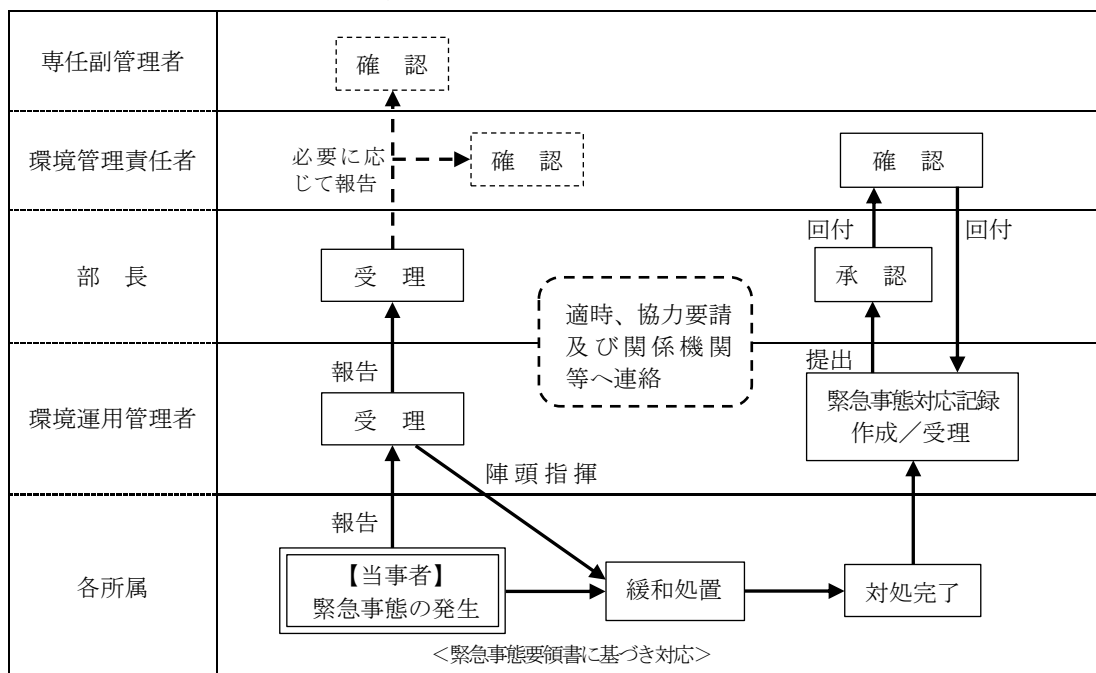 専任副管理者
確 認
環境管理責任者
必要に応
じて報告
確 認
確 認
回付
回付
部 長
受 理
適時、協力要請
及び関係機関
等へ連絡
承 認
報告
提出
環境運用管理者
受 理
緊急事態対応記録
作成／受理
陣頭指揮
報告
各所属
【当事者】
緊急事態の発生
緩和処置
対処完了
＜緊急事態要領書に基づき対応＞